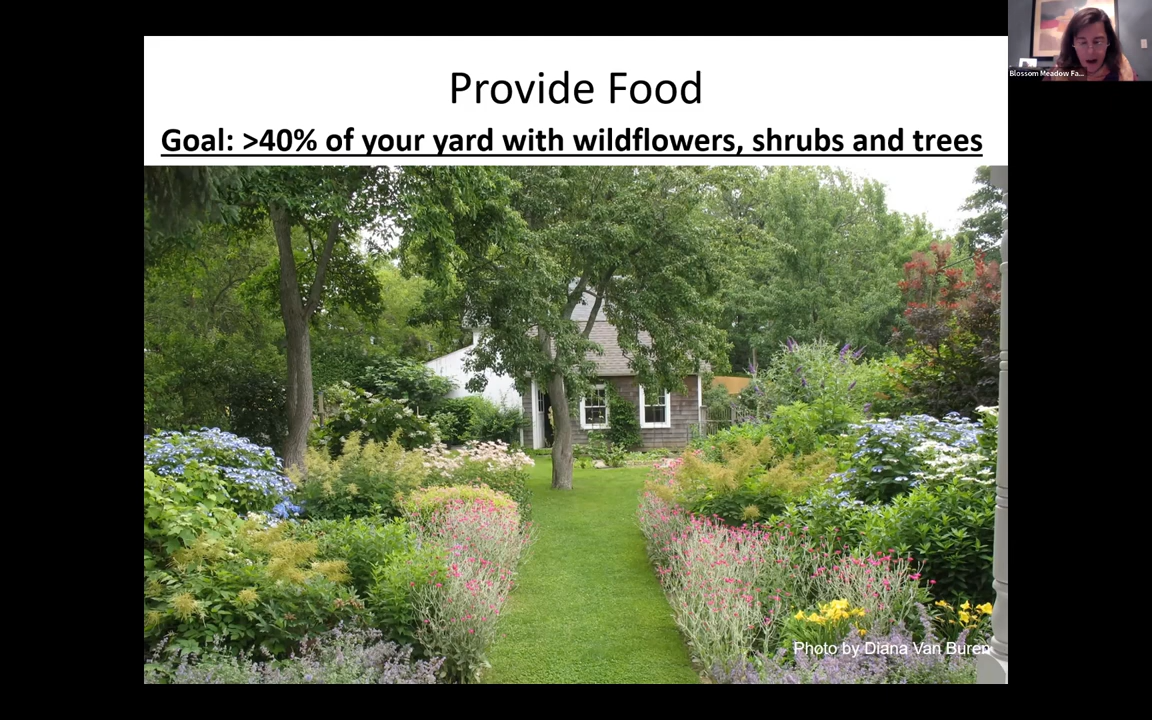 Provide Food
Goal: >40% of your yard with wildflowers, shrubs and trees
Photo by Diana Van Buren
Blossom Meadow Fa...